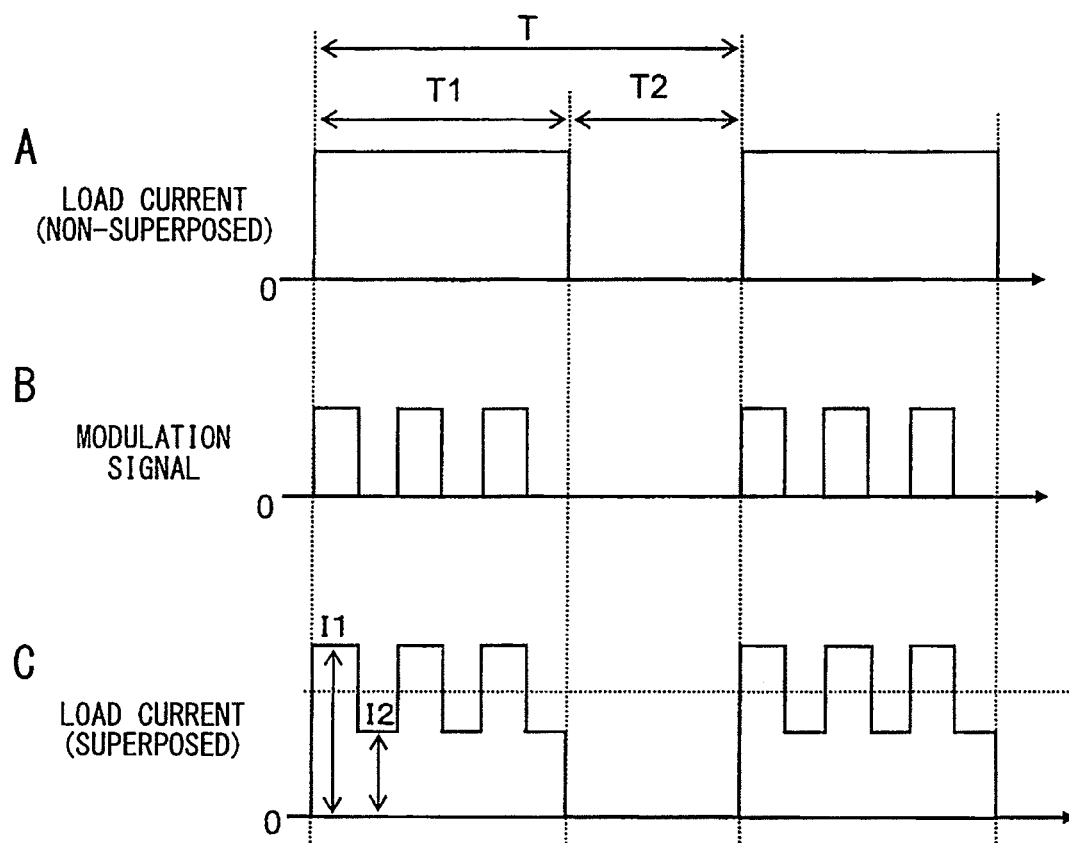 T
T1
T2
A
LOAD CURRENT
(NON-SUPERPOSED)
0
B
MODULATION
SIGNAL
0
I1
C
I2
LOAD CURRENT
(SUPERPOSED)
0